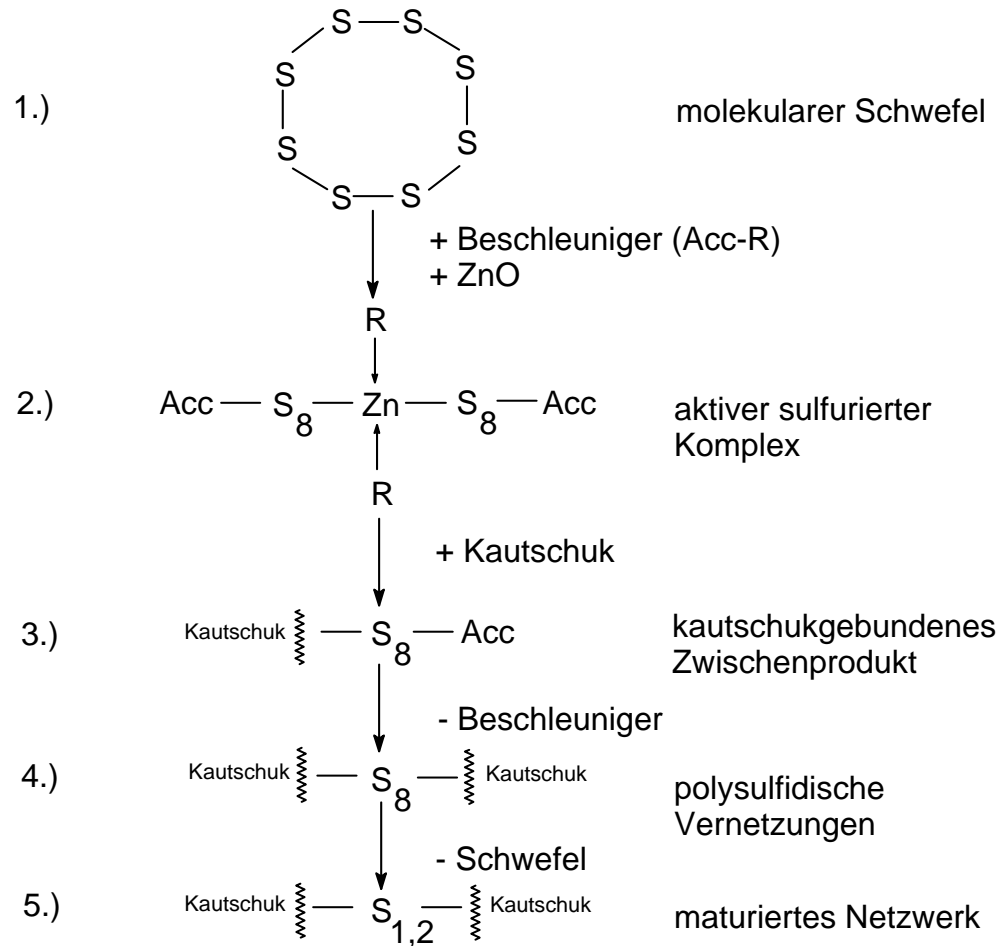 S S
S S
1.) molekularer Schwefel
S S
S S
+ Beschleuniger (Acc-R)
+ ZnO
R
2.) Acc S8 Zn S8 Acc aktiver sulfurierter
Komplex
R
+ Kautschuk
3.) Kautschuk S8 Acc kautschukgebundenes
Zwischenprodukt
- Beschleuniger
4.) Kautschuk S8 Kautschuk polysulfidische
Vernetzungen
- Schwefel
5.) Kautschuk S1,2 Kautschuk maturiertes Netzwerk